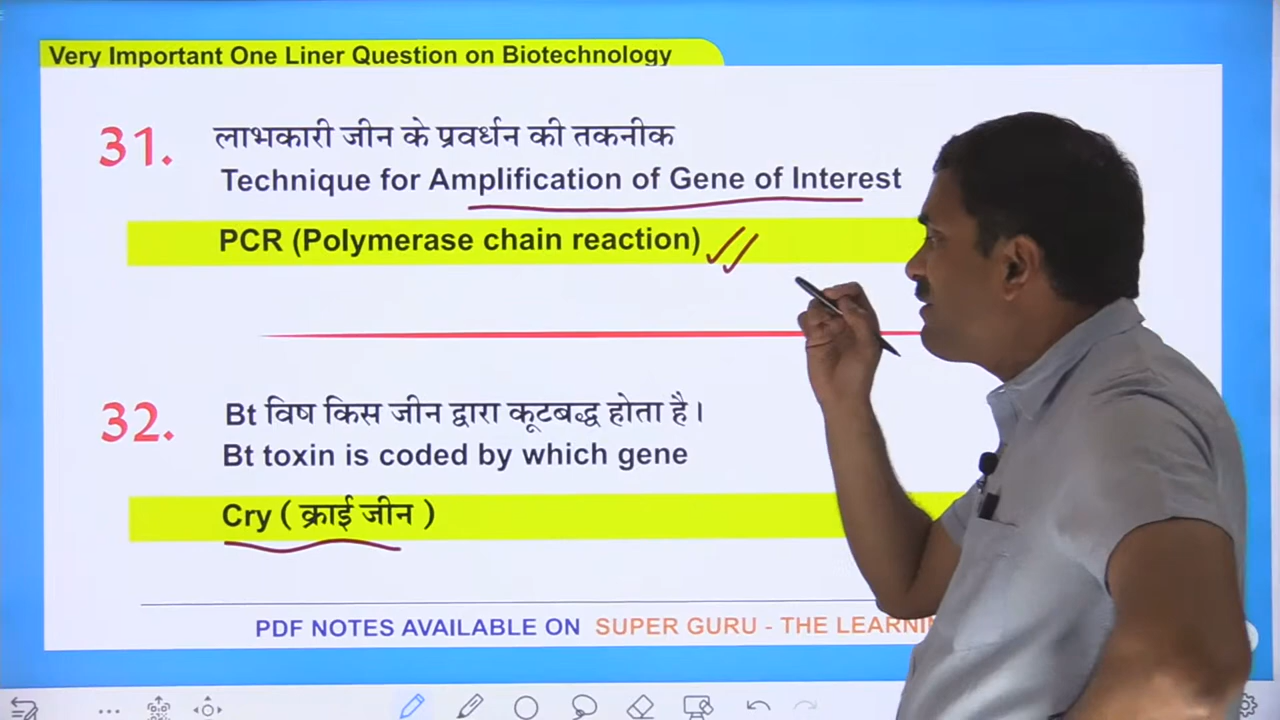 Very Important One Liner Question on Biotechnology
31. लाभकारी जीन के प्रवर्धन की तकनीक
Technique for Amplification of Gene of Interest
PCR (Polymerase chain reaction)
32. Bt विष किस जीन द्वारा कूटबद्ध होता है।
Bt toxin is coded by which gene
Cry ( क्राई जीन )
PDF NOTES AVAILABLE ON SUPER GURU - THE